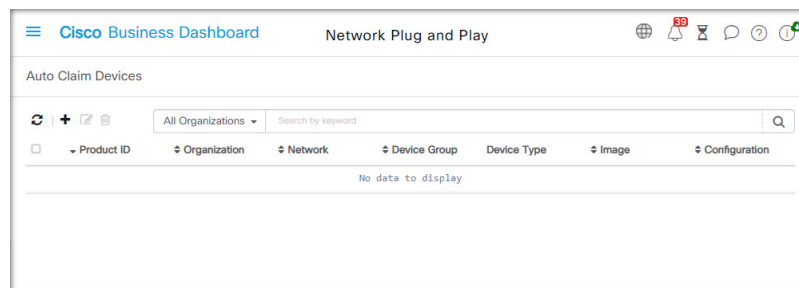 Cisco Business Dashboard Network Plug and Play 39
Auto Claim Devices
All Organizations Search by keyword
Product ID Organization Network Device Group Device Type Image Configuration
No data to display